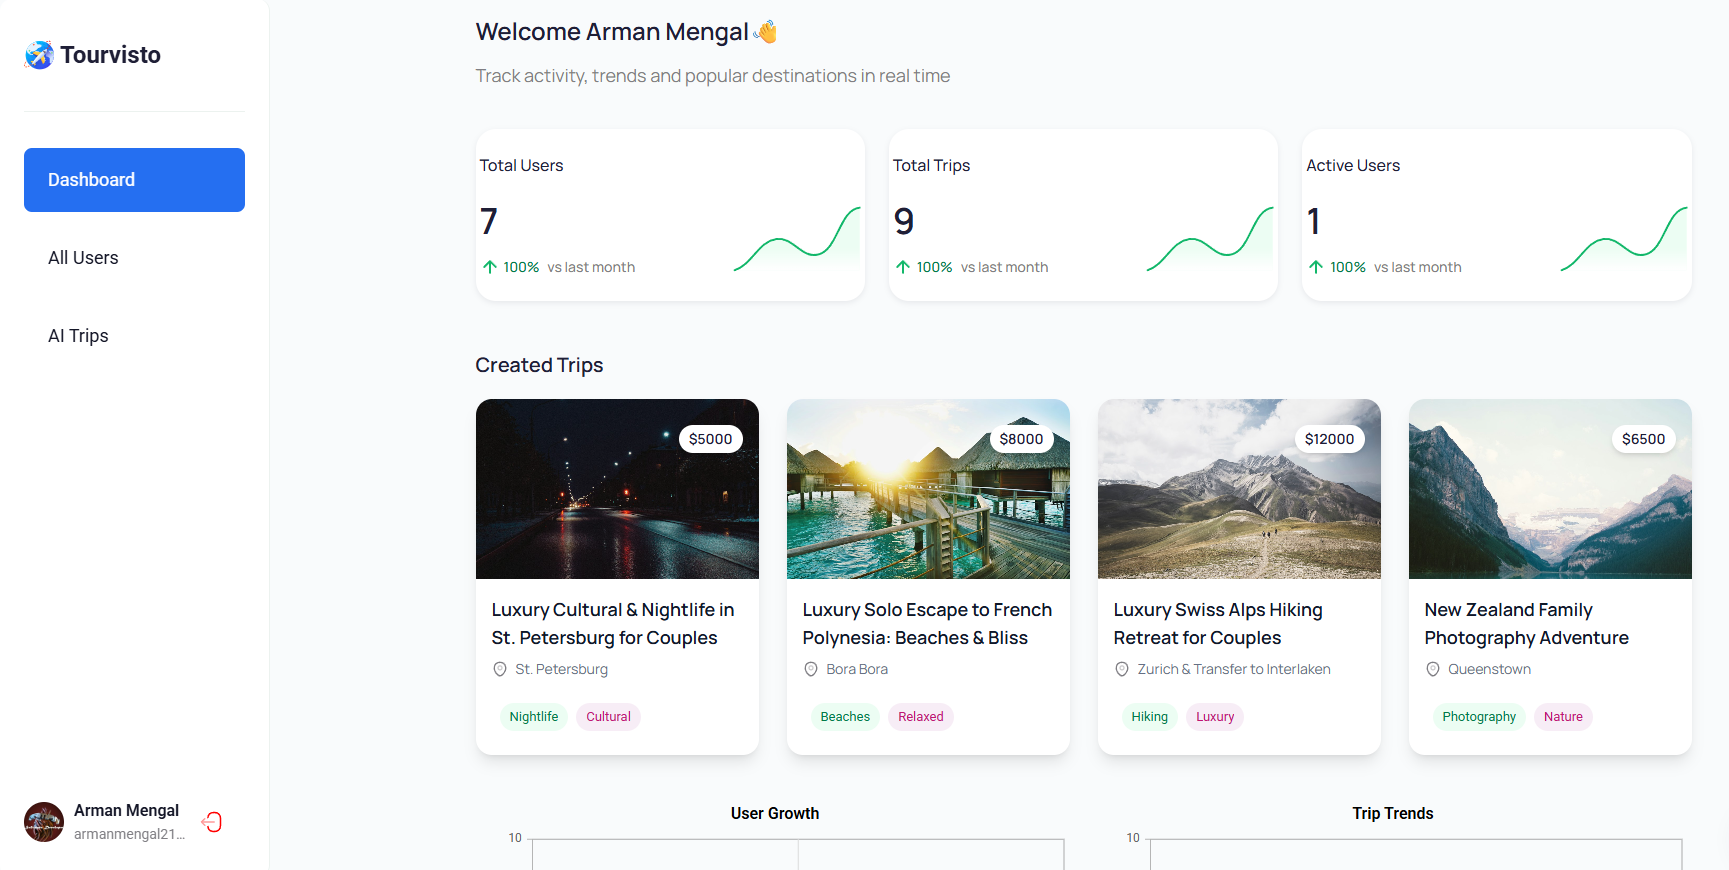 Tourvisto
Dashboard
All Users
AI Trips
Arman Mengal
armanmengal21...
Welcome Arman Mengal 👋
Track activity, trends and popular destinations in real time
Total Users
7
100% vs last month
Total Trips
9
100% vs last month
Active Users
1
100% vs last month
Created Trips
$5000
Luxury Cultural & Nightlife in
St. Petersburg for Couples
St. Petersburg
Nightlife Cultural
$8000
Luxury Solo Escape to French
Polynesia: Beaches & Bliss
Bora Bora
Beaches Relaxed
$12000
Luxury Swiss Alps Hiking
Retreat for Couples
Zurich & Transfer to Interlaken
Hiking Luxury
$6500
New Zealand Family
Photography Adventure
Queenstown
Photography Nature
User Growth
10
Trip Trends
10